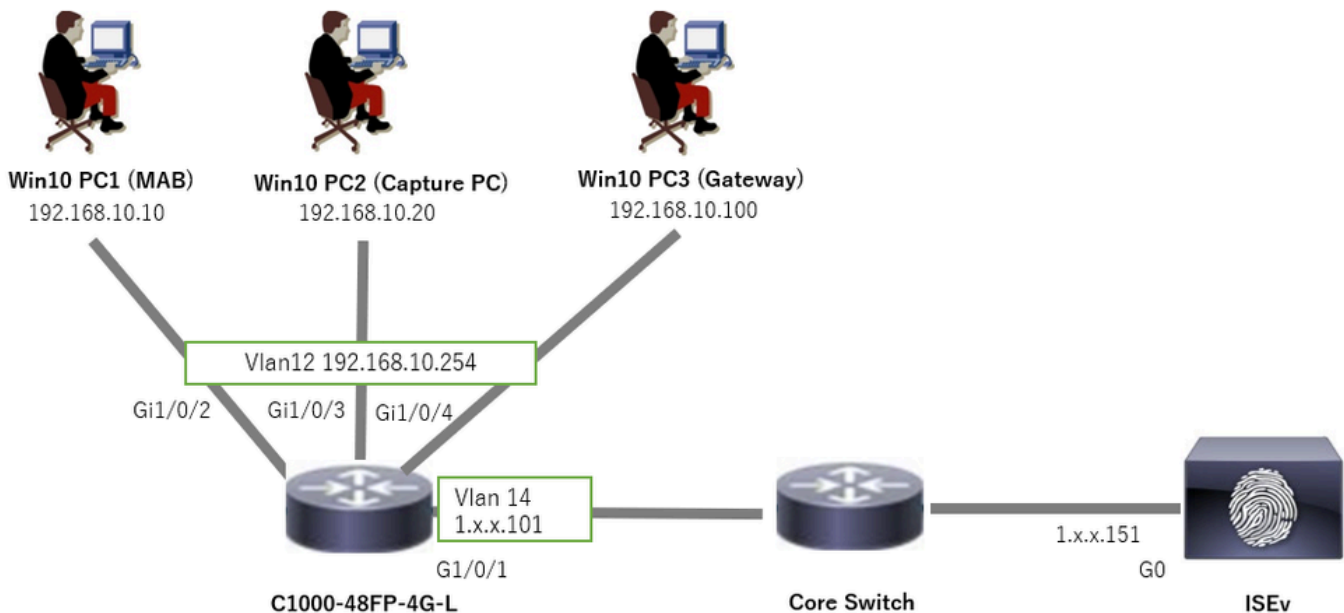 Win10 PC1 (MAB)
192.168.10.10
Win10 PC2 (Capture PC)
192.168.10.20
Win10 PC3 (Gateway)
192.168.10.100
Vlan12 192.168.10.254
Gi1/0/2
Gi1/0/3
Gi1/0/4
Vlan 14
1.x.x.101
G1/0/1
C1000-48FP-4G-L
Core Switch
1.x.x.151
G0
ISEv